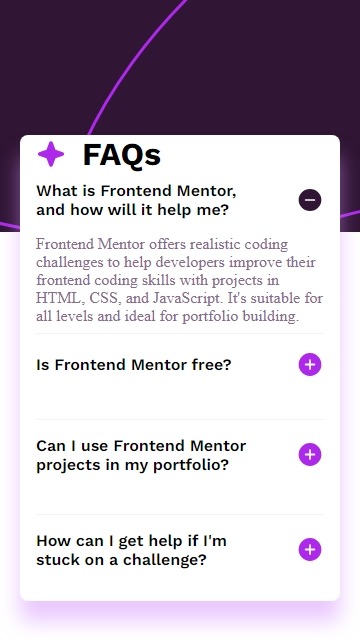 FAQs
What is Frontend Mentor,
and how will it help me?
Frontend Mentor offers realistic coding
challenges to help developers improve their
frontend coding skills with projects in
HTML, CSS, and JavaScript. It's suitable for
all levels and ideal for portfolio building.
Is Frontend Mentor free?
Can I use Frontend Mentor
projects in my portfolio?
How can I get help if I'm
stuck on a challenge?